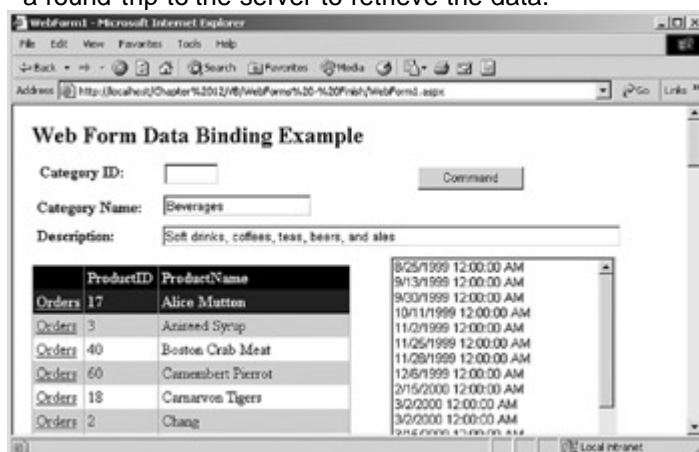 a round-trip to the server to retrieve the data.
WebForm1 - Microsoft Internet Explorer
File Edit View Favorites Tools Help
Back Search Favorites Media
Address http://localhost/Chapter%2012/VB/WebForms%20-%20Finish/WebForm1.aspx Go Links
Web Form Data Binding Example
Category ID:
Command
Category Name: Beverages
Description: Soft drinks, coffees, teas, beers, and ales
ProductID ProductName
Orders 17 Alice Mutton
Orders 3 Aniseed Syrup
Orders 40 Boston Crab Meat
Orders 60 Camembert Pierrot
Orders 18 Carnarvon Tigers
Orders 2 Chang
8/25/1999 12:00:00 AM
9/13/1999 12:00:00 AM
9/30/1999 12:00:00 AM
10/11/1999 12:00:00 AM
11/2/1999 12:00:00 AM
11/25/1999 12:00:00 AM
11/28/1999 12:00:00 AM
12/6/1999 12:00:00 AM
2/15/2000 12:00:00 AM
3/2/2000 12:00:00 AM
3/2/2000 12:00:00 AM
Local intranet